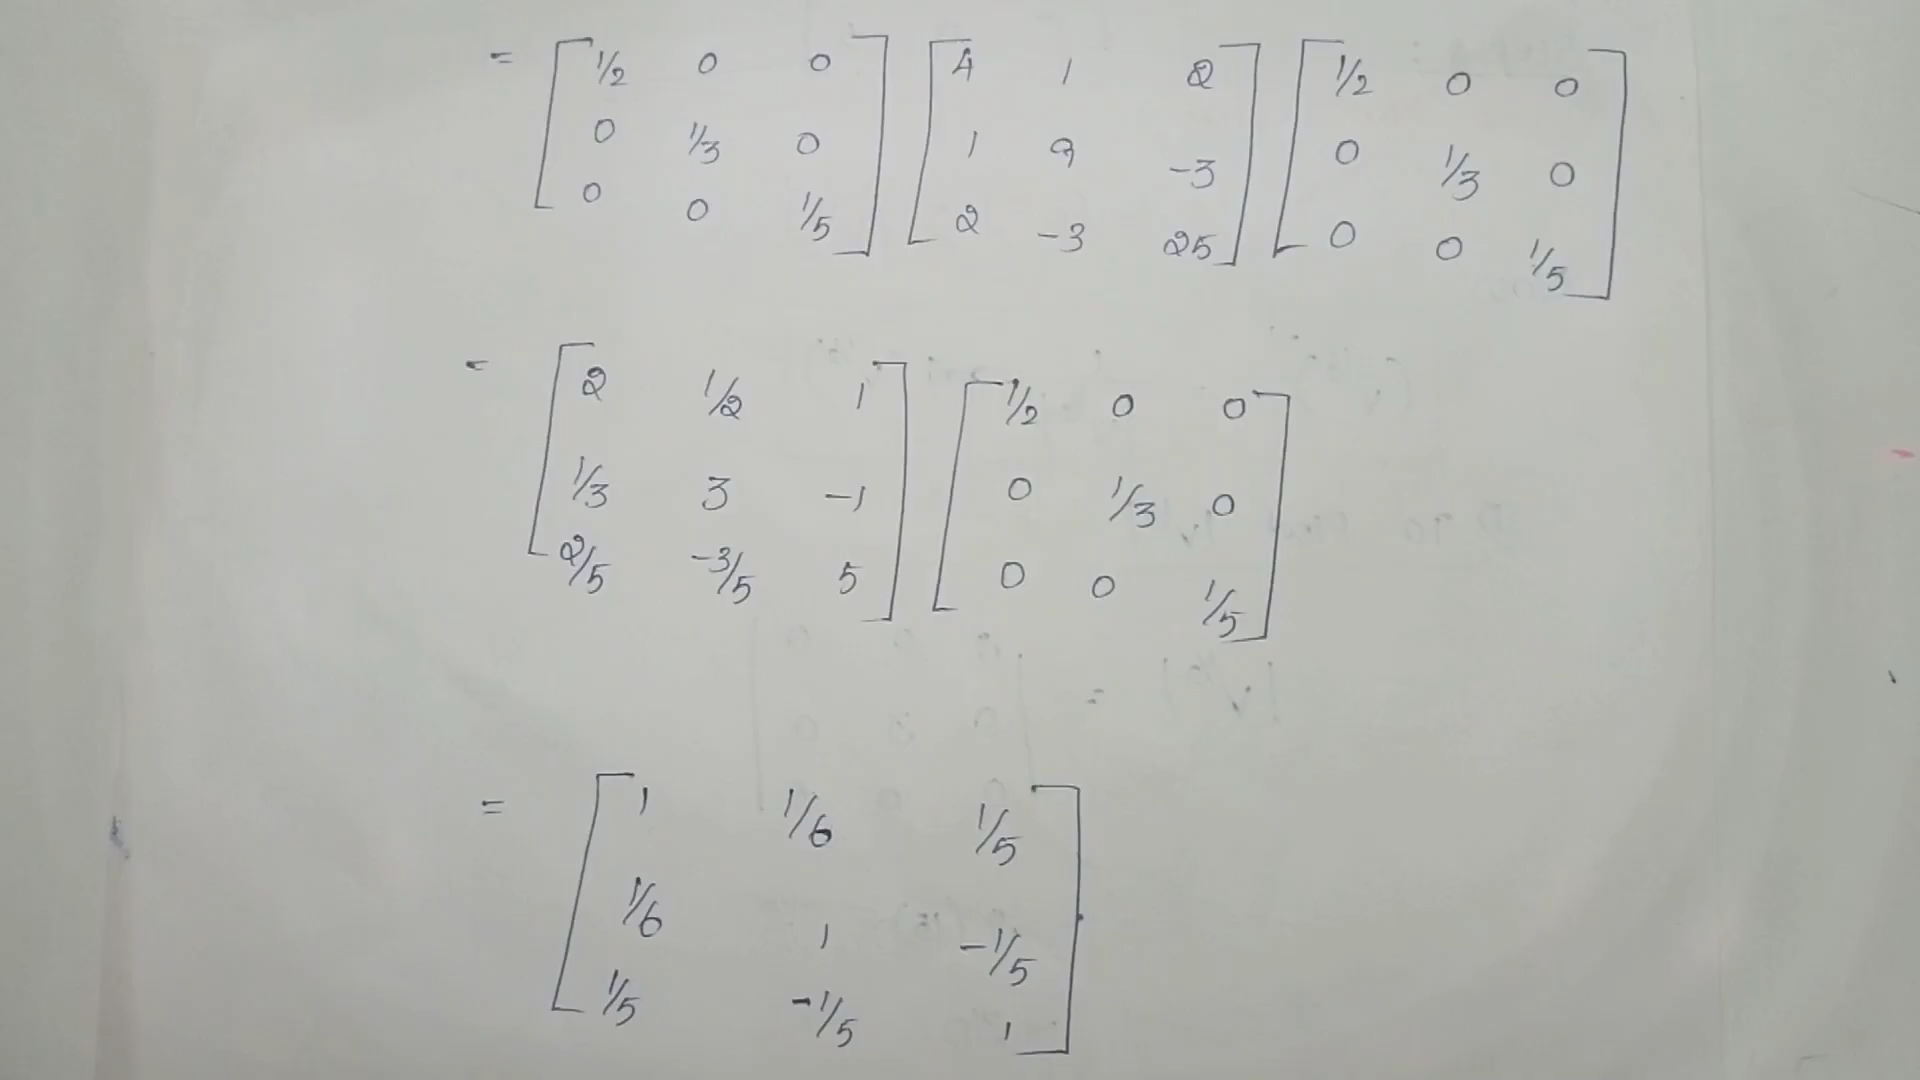 = [ 1/2 0 0 ] [ 4 1 2 ] [ 1/2 0 0 ]
[ 0 1/3 0 ] [ 1 9 -3 ] [ 0 1/3 0 ]
[ 0 0 1/5 ] [ 2 -3 25 ] [ 0 0 1/5 ]
= [ 2 1/2 1 ] [ 1/2 0 0 ]
[ 1/3 3 -1 ] [ 0 1/3 0 ]
[ 2/5 -3/5 5 ] [ 0 0 1/5 ]
= [ 1 1/6 1/5 ]
[ 1/6 1 -1/5 ]
[ 1/5 -1/5 1 ]